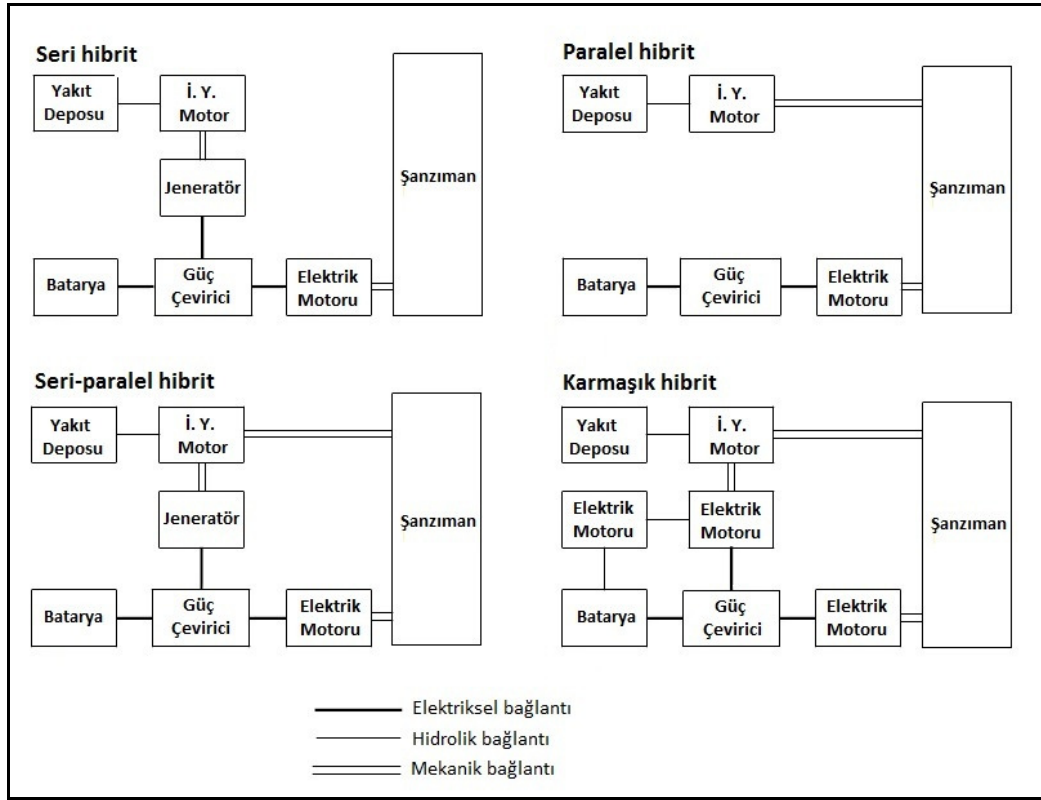 Seri hibrit
Yakıt
Deposu
İ. Y.
Motor
Jeneratör
Batarya
Güç
Çevirici
Elektrik
Motoru
Şanzıman
Paralel hibrit
Yakıt
Deposu
İ. Y.
Motor
Batarya
Güç
Çevirici
Elektrik
Motoru
Şanzıman
Seri-paralel hibrit
Yakıt
Deposu
İ. Y.
Motor
Jeneratör
Batarya
Güç
Çevirici
Elektrik
Motoru
Şanzıman
Karmaşık hibrit
Yakıt
Deposu
İ. Y.
Motor
Elektrik
Motoru
Elektrik
Motoru
Batarya
Güç
Çevirici
Elektrik
Motoru
Şanzıman
Elektriksel bağlantı
Hidrolik bağlantı
Mekanik bağlantı